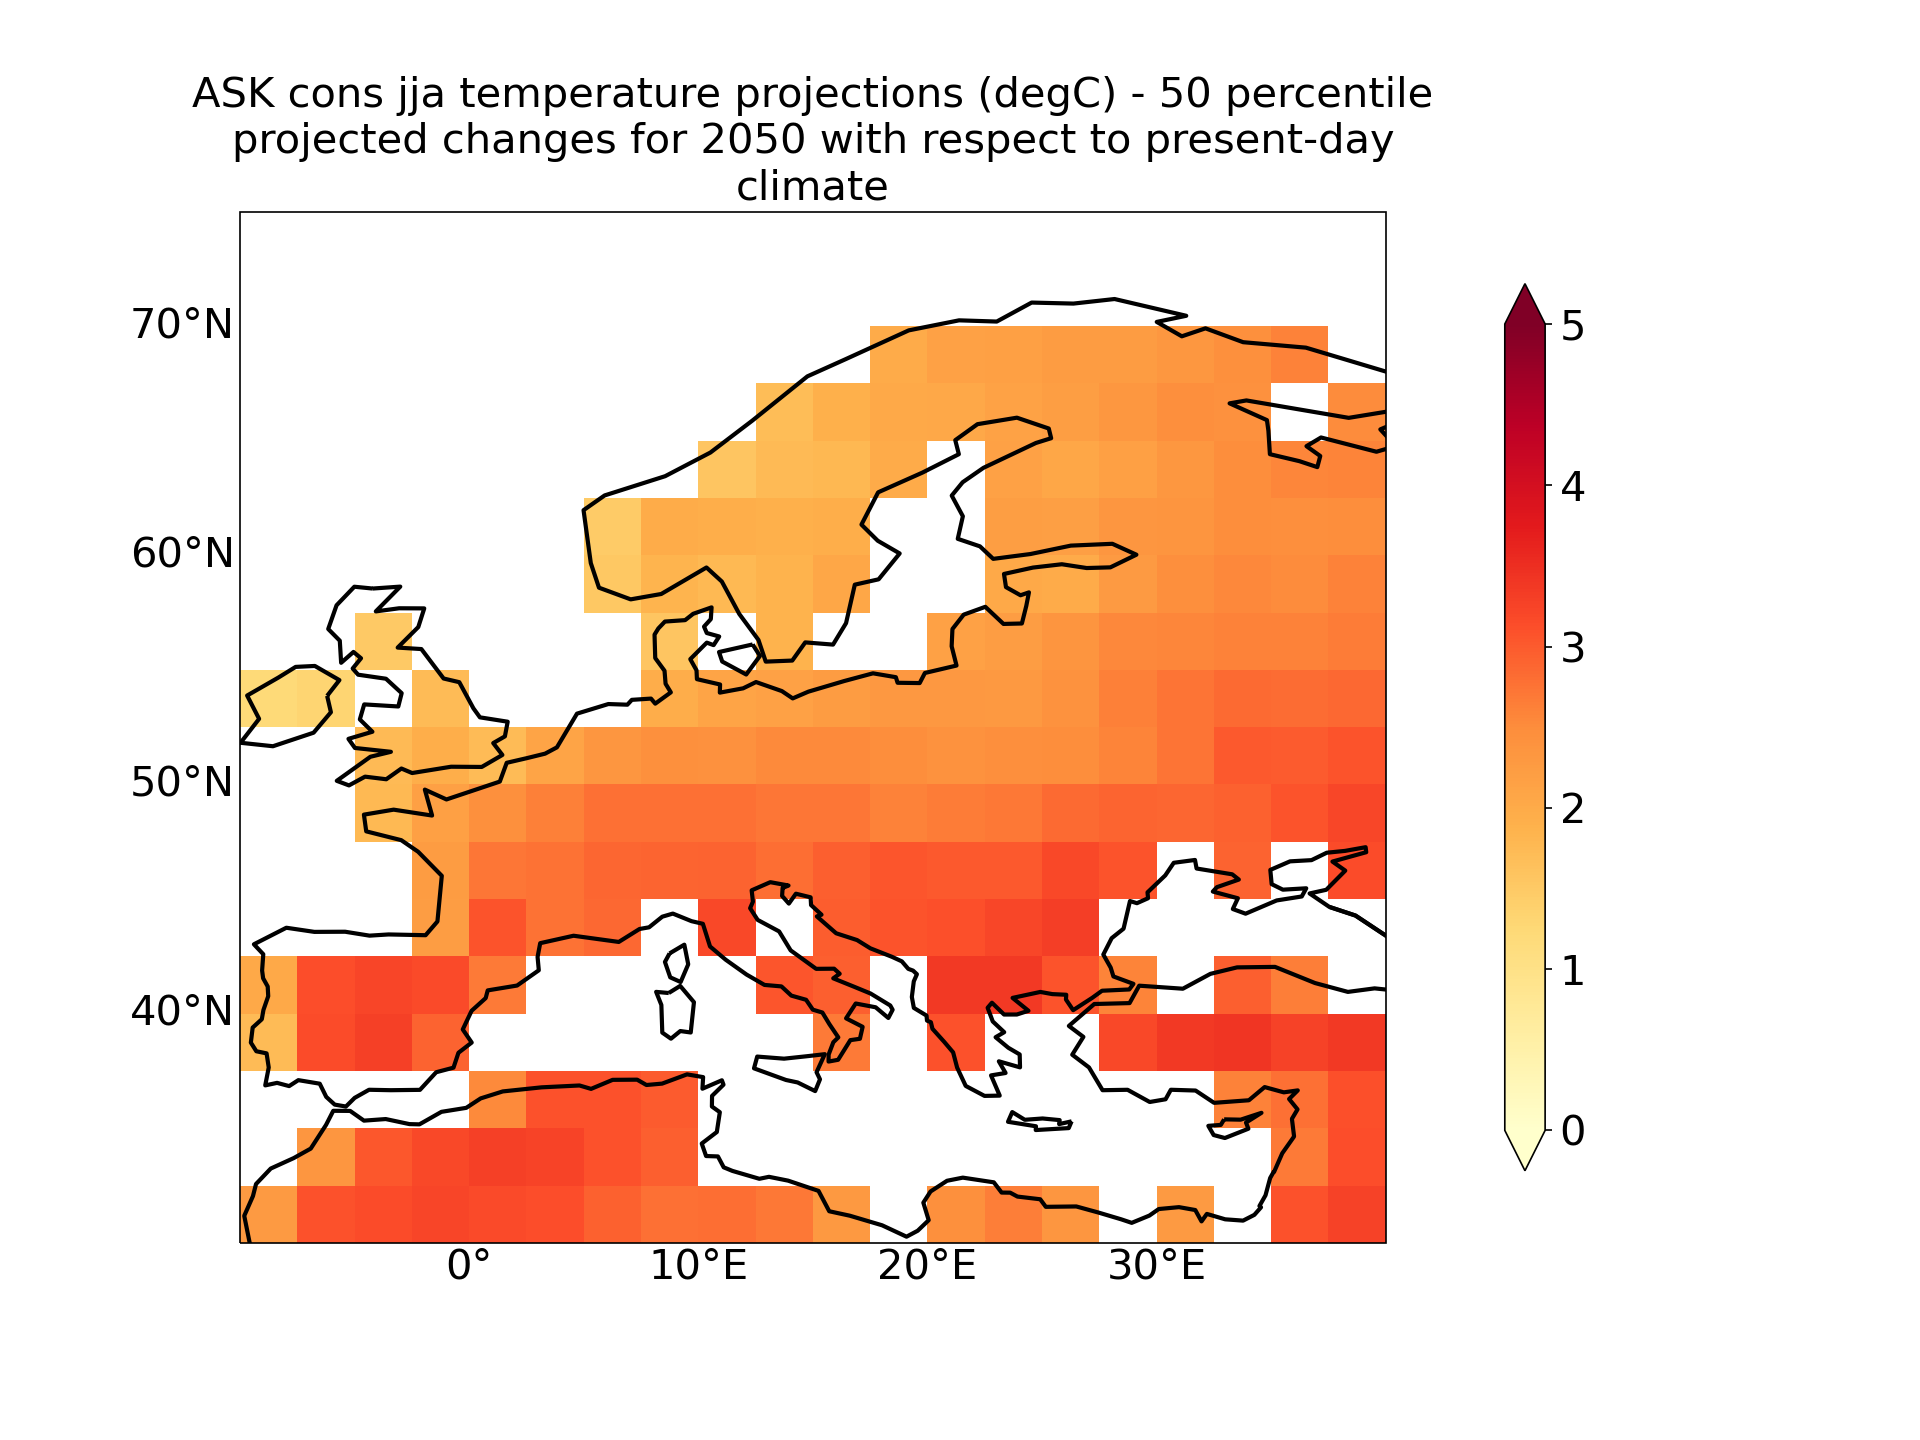 ASK cons jja temperature projections (degC) - 50 percentile
projected changes for 2050 with respect to present-day
climate
70°N
60°N
50°N
40°N
0°
10°E
20°E
30°E
5
4
3
2
1
0